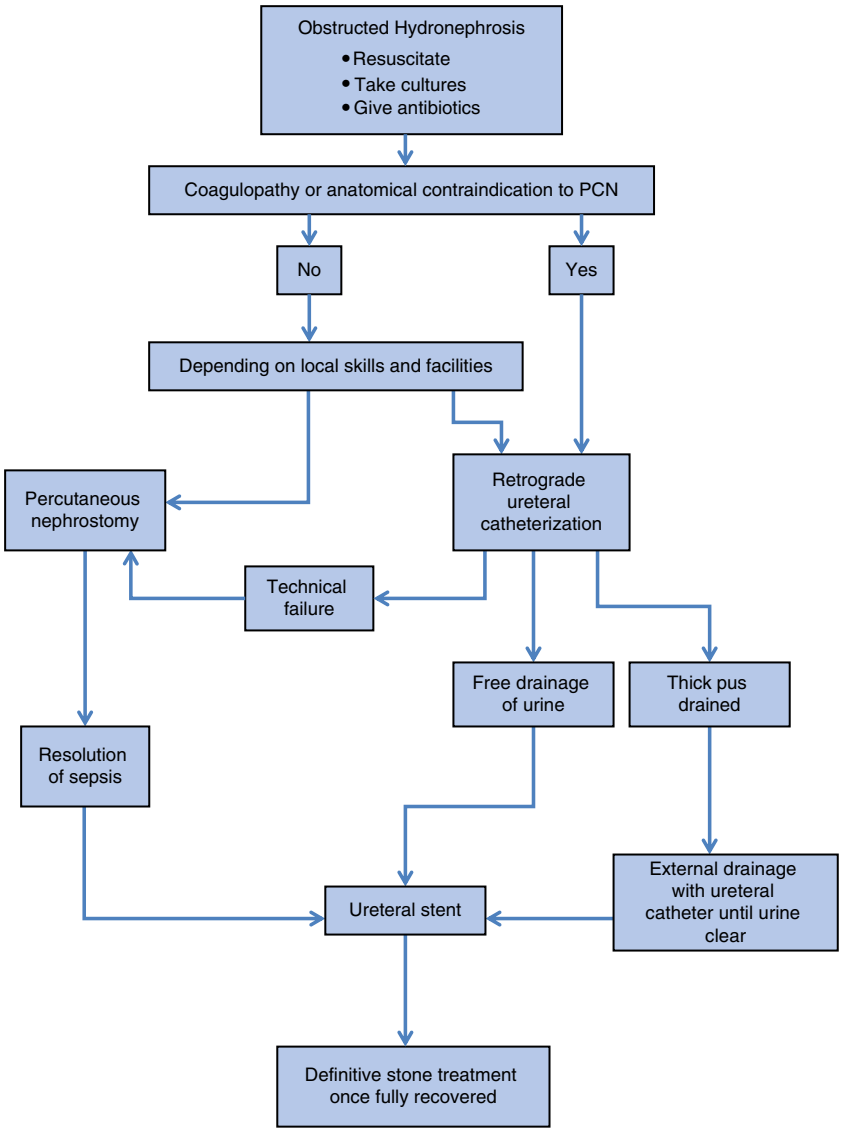 Obstructed Hydronephrosis
• Resuscitate
• Take cultures
• Give antibiotics
Coagulopathy or anatomical contraindication to PCN
No
Yes
Depending on local skills and facilities
Percutaneous
nephrostomy
Retrograde
ureteral
catheterization
Technical
failure
Free drainage
of urine
Thick pus
drained
Resolution
of sepsis
External drainage
with ureteral
catheter until urine
clear
Ureteral stent
Definitive stone treatment
once fully recovered